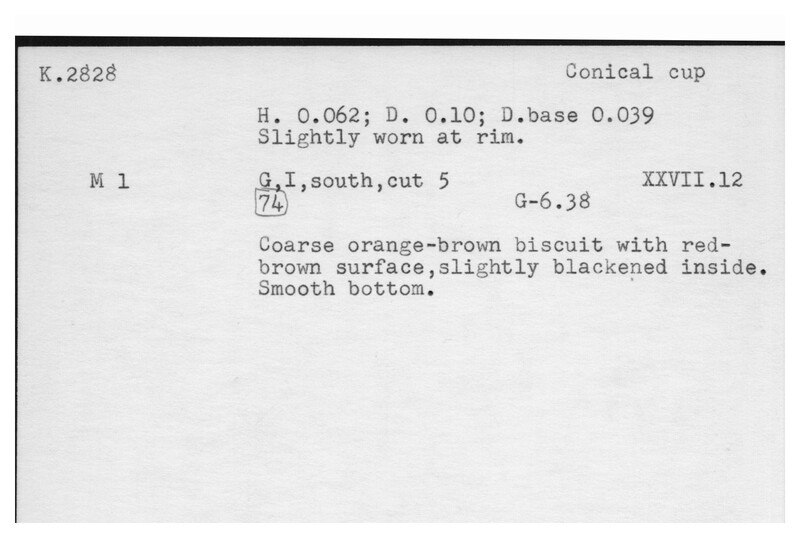 K.2828 Conical cup
H. 0.062; D. 0.10; D.base 0.039
Slightly worn at rim.
M 1 G,I,south,cut 5 XXVII.12
74 G-6.38
Coarse orange-brown biscuit with red-
brown surface,slightly blackened inside.
Smooth bottom.